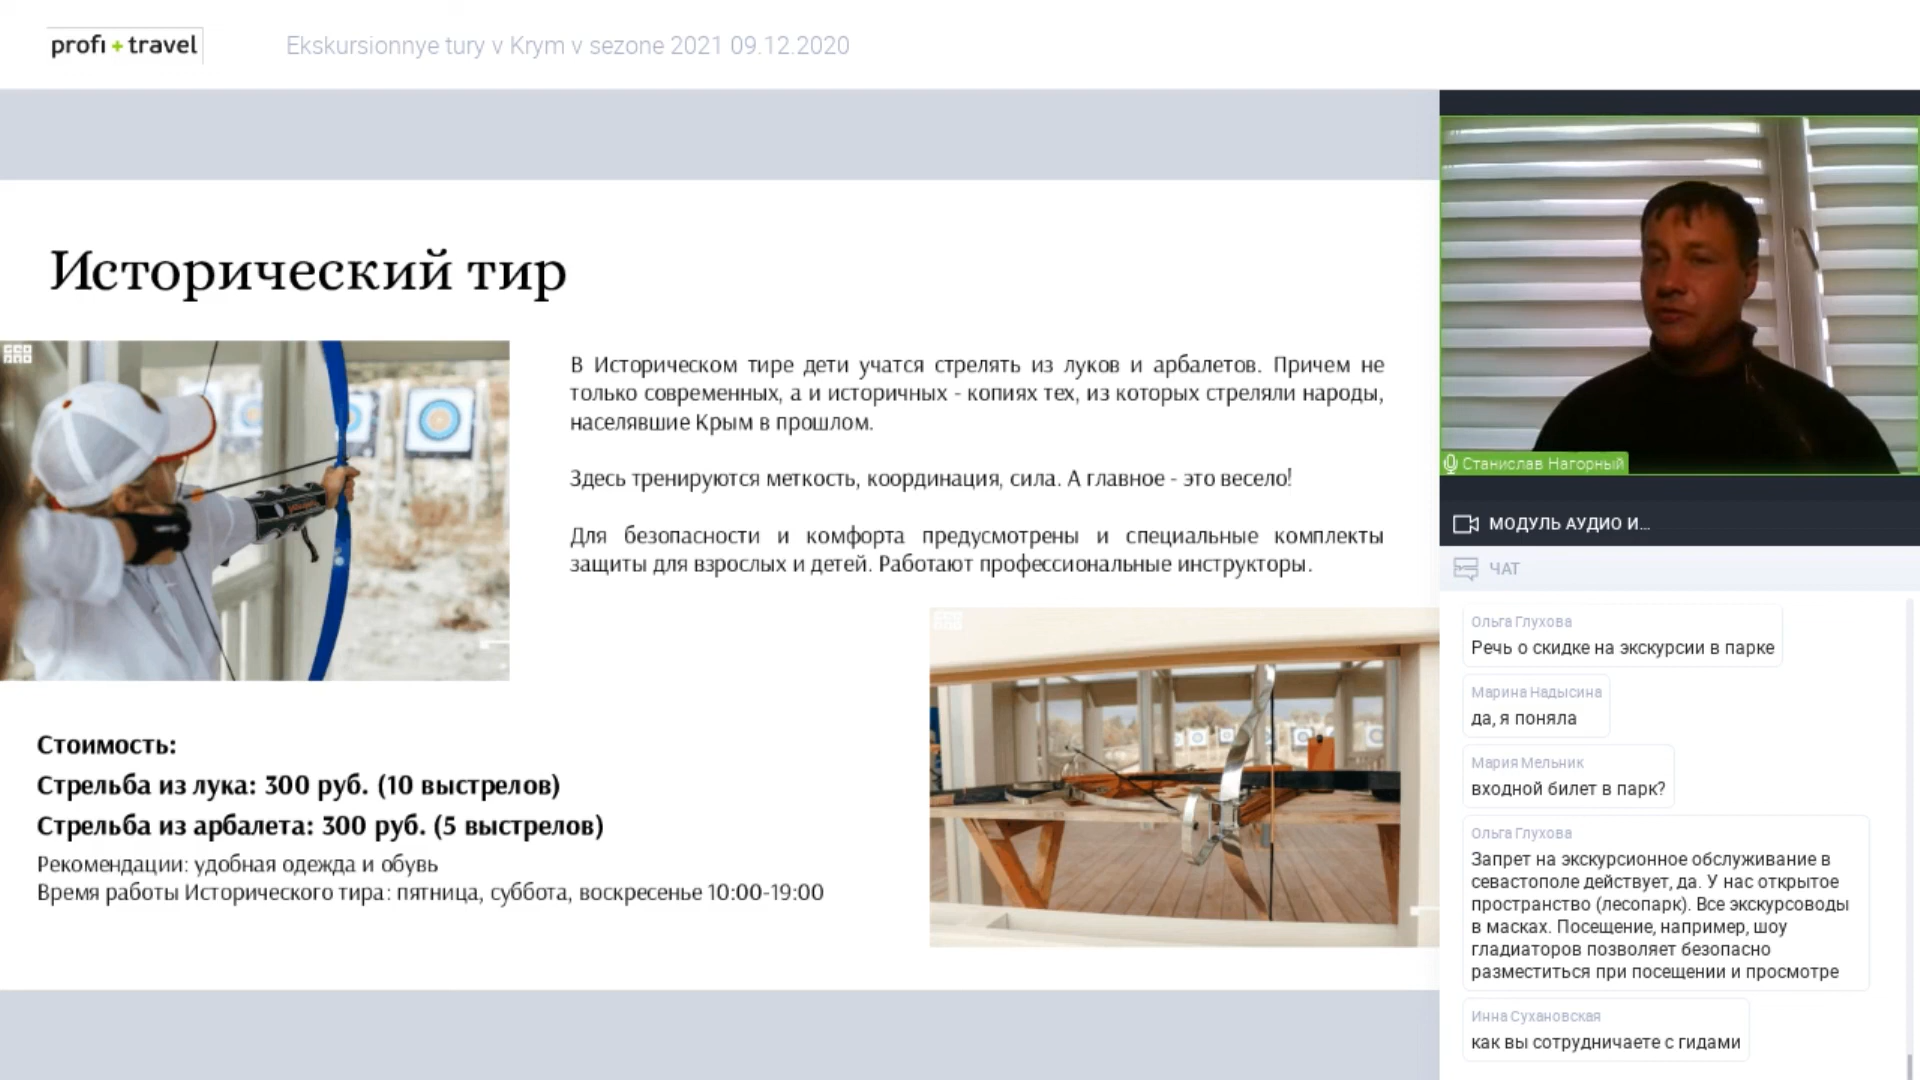 profi + travel
Ekskursionnye tury v Krym v sezone 2021 09.12.2020
Исторический тир
В Историческом тире дети учатся стрелять из луков и арбалетов. Причем не
только современных, а и историчных - копиях тех, из которых стреляли народы,
населявшие Крым в прошлом.
Здесь тренируются меткость, координация, сила. А главное - это весело!
Для безопасности и комфорта предусмотрены и специальные комплекты
защиты для взрослых и детей. Работают профессиональные инструкторы.
Стоимость:
Стрельба из лука: 300 руб. (10 выстрелов)
Стрельба из арбалета: 300 руб. (5 выстрелов)
Рекомендации: удобная одежда и обувь
Время работы Исторического тира: пятница, суббота, воскресенье 10:00-19:00
Станислав Нагорный
МОДУЛЬ АУДИО И...
ЧАТ
Ольга Глухова
Речь о скидке на экскурсии в парке
Марина Надысина
да, я поняла
Мария Мельник
входной билет в парк?
Ольга Глухова
Запрет на экскурсионное обслуживание в
севастополе действует, да. У нас открытое
пространство (лесопарк). Все экскурсоводы
в масках. Посещение, например, шоу
гладиаторов позволяет безопасно
разместиться при посещении и просмотре
Инна Сухановская
как вы сотрудничаете с гидами